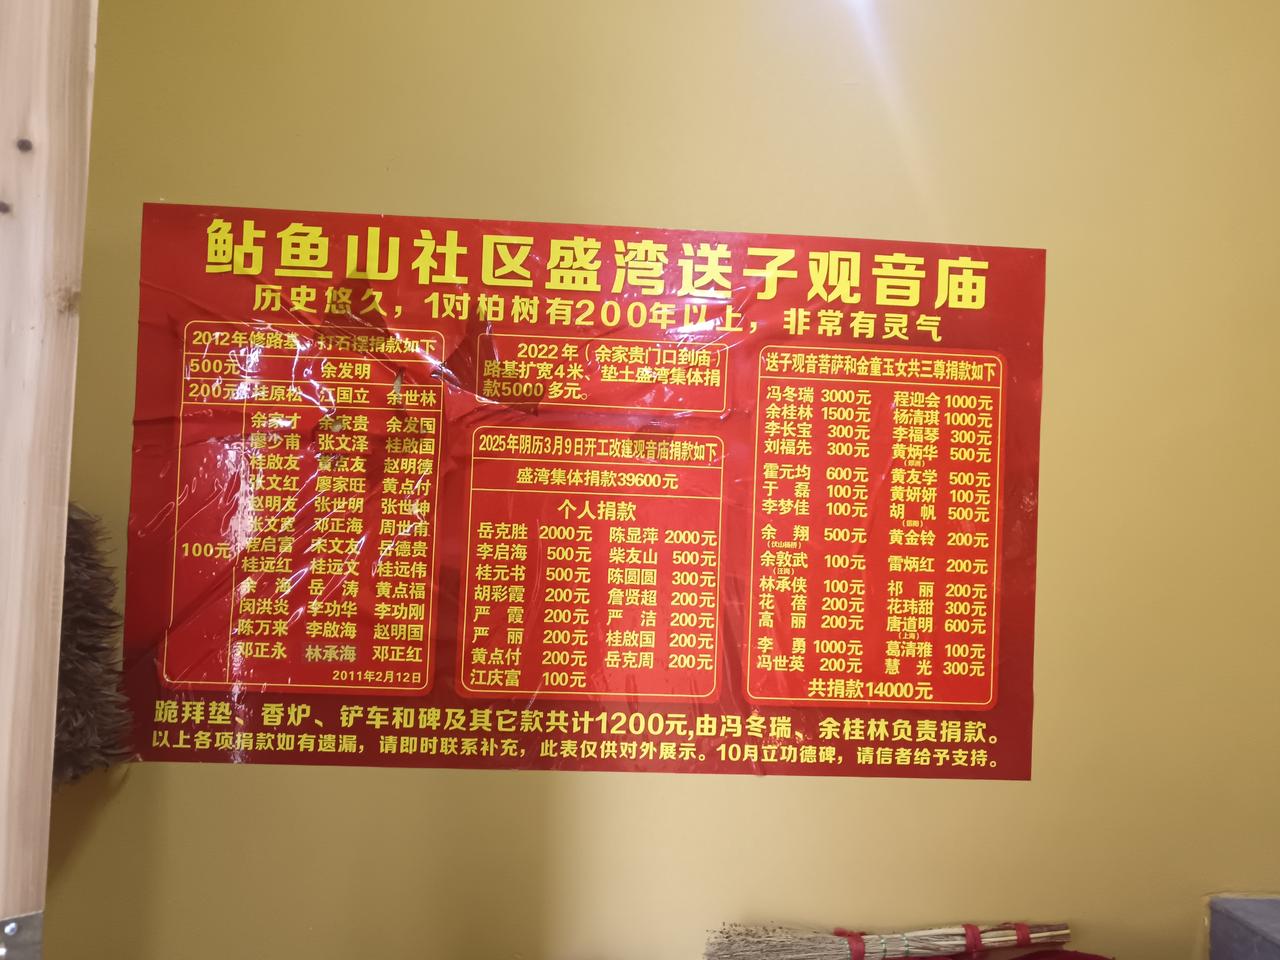 鲇鱼山社区盛湾送子观音庙
历史悠久，1对柏树有200年以上，非常有灵气
2012年修路基、打石摆捐款如下
500元 余发明
200元 桂原松 江国立 余世林
100元
余家才 余家贵 余发国
廖少甫 张文泽 桂啟国
桂啟友 黄点友 赵明德
张文红 廖家旺 黄点付
赵明友 张世明 张世坤
张文宽 邓正海 周世甫
程启富 宋文友 岳德贵
桂远红 桂远文 桂远伟
余海 岳涛 黄点福
闵洪炎 李功华 李功刚
陈万来 李啟海 赵明国
邓正永 林承海 邓正红
2011年2月12日
2022年（余家贵门口到庙）
路基扩宽4米、垫土盛湾集体捐
款5000多元。
2025年阴历3月9日开工改建观音庙捐款如下
盛湾集体捐款39600元
个人捐款
岳克胜 2000元 陈显萍 2000元
李启海 500元 柴友山 500元
桂元书 500元 陈圆圆 300元
胡彩霞 200元 詹贤超 200元
严霞 200元 严洁 200元
严丽 200元 桂啟国 200元
黄点付 200元 岳克周 200元
江庆富 100元
送子观音菩萨和金童玉女共三尊捐款如下
冯冬瑞 3000元 程迎会 1000元
余桂林 1500元 杨清琪 1000元
李长宝 300元 李福琴 300元
刘福先 300元 黄炳华 500元
霍元均 600元 黄友学 500元
于磊 100元 黄妍妍 100元
李梦佳 100元 胡帆 500元
余翔 500元 黄金铃 200元
余敦武 100元 雷炳红 200元
林承侠 100元 祁丽 200元
花蓓 200元 花玮甜 300元
高丽 200元 唐道明 600元
(上海)
李勇 1000元 葛清雅 100元
冯世英 200元 慧光 300元
共捐款14000元
跪拜垫、香炉、铲车和碑及其它款共计1200元,由冯冬瑞、余桂林负责捐款。
以上各项捐款如有遗漏，请即时联系补充，此表仅供对外展示。10月立功德碑，请信者给予支持。